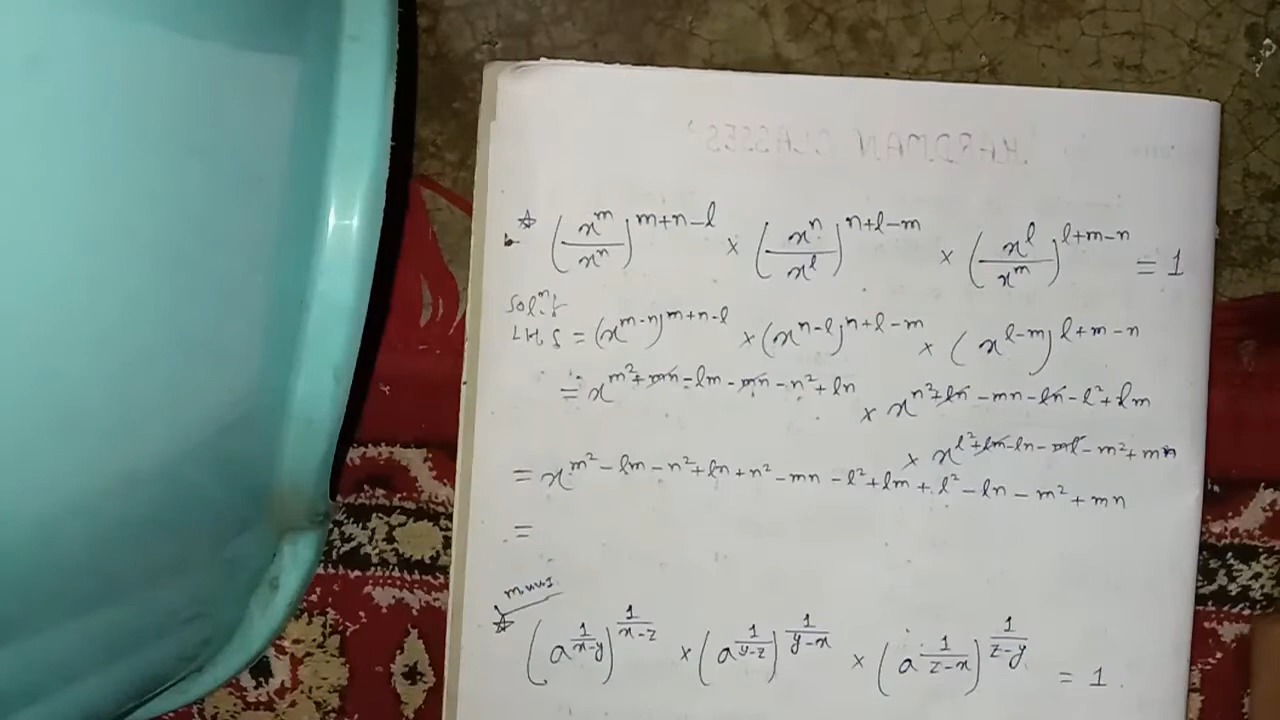 ☆ (x^m/x^n)^(m+n-l) × (x^n/x^l)^(n+l-m) × (x^l/x^m)^(l+m-n) = 1
Sol^n:-
LHS = (x^(m-n))^(m+n-l) × (x^(n-l))^(n+l-m) × (x^(l-m))^(l+m-n)
= x^(m²+mn-lm-mn-n²+ln) × x^(n²+ln-mn-ln-l²+lm)
× x^(l²+lm-ln-ml-m²+mn)
= x^(m²-lm-n²+ln+n²-mn-l²+lm+l²-ln-m²+mn)
=
☆ (a^(1/(x-y)))^(1/(x-z)) × (a^(1/(y-z)))^(1/(y-x)) × (a^(1/(z-x)))^(1/(z-y)) = 1